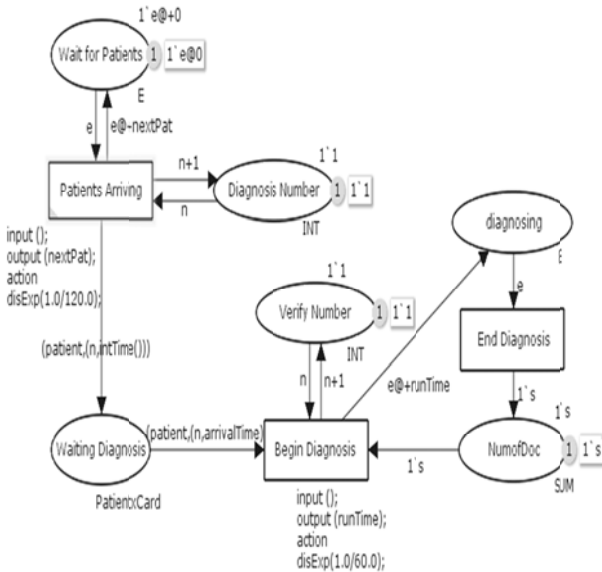 1`e@+0
Wait for Patients
1
1`e@0
E
e
e@~nextPat
Patients Arriving
n+1
n
1`1
Diagnosis Number
1
1`1
INT
input ();
output (nextPat);
action
disExp(1.0/120.0);
(patient,(n,intTime()))
1`1
Verify Number
1
1`1
INT
n
n+1
diagnosing
E
e
End Diagnosis
e@+runTime
1`s
1`s
Waiting Diagnosis
(patient,(n,arrivalTime)
Begin Diagnosis
1`s
NumofDoc
1
1`s
SUM
PatientxCard
input ();
output (runTime);
action
disExp(1.0/60.0);